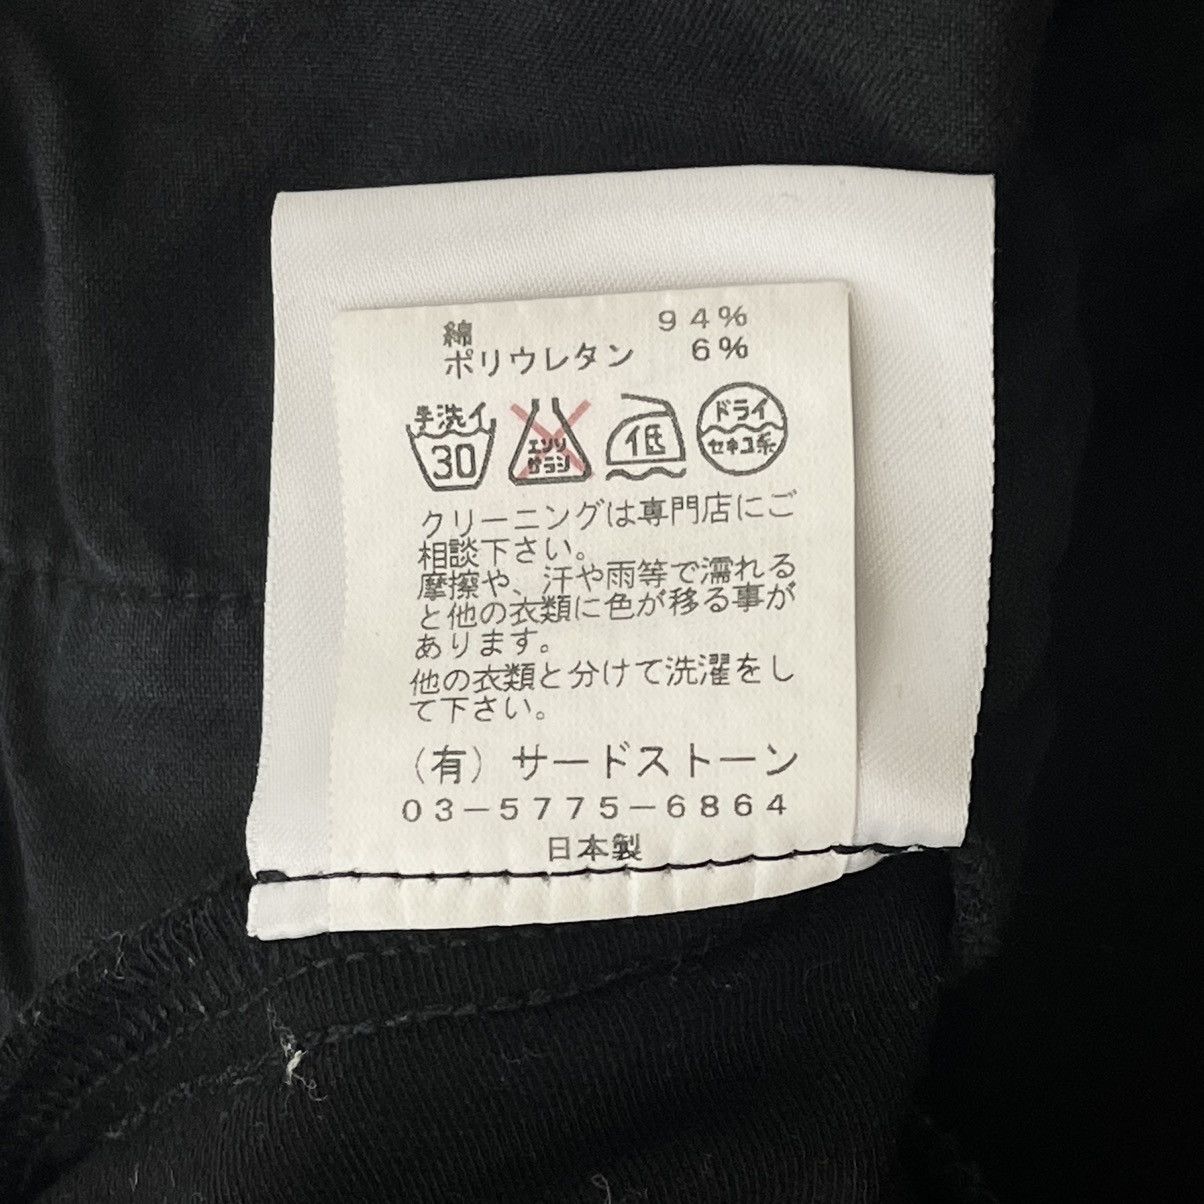 綿 94%
ポリウレタン 6%
手洗イ
30
エンソ
サラシ
低
ドライ
セキユ系
クリーニングは専門店にご
相談下さい。
摩擦や、汗や雨等で濡れる
と他の衣類に色が移る事が
あります。
他の衣類と分けて洗濯をし
て下さい。
(有)サードストーン
03-5775-6864
日本製